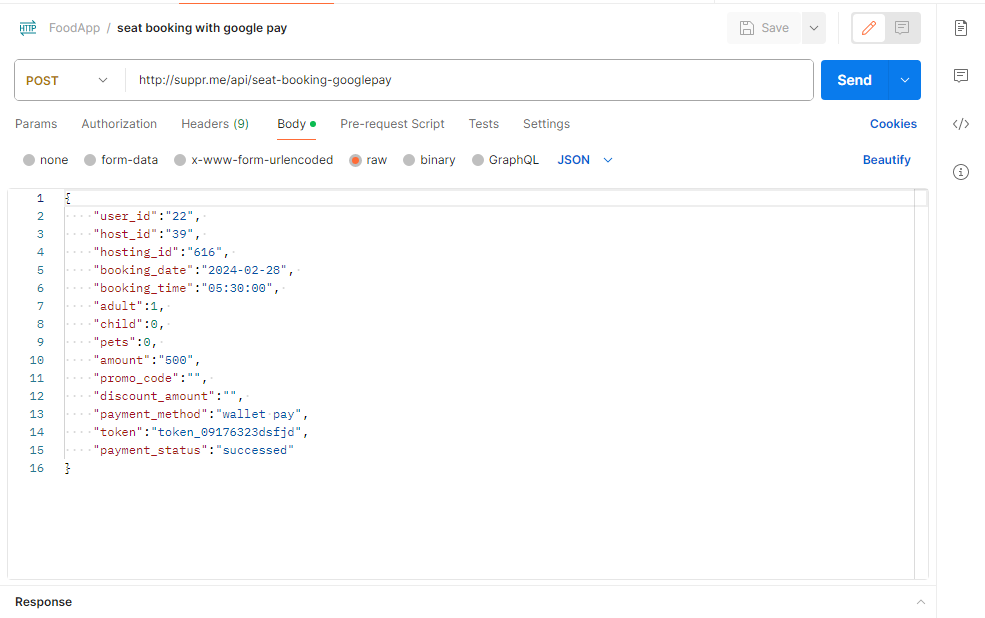 HTTP FoodApp / seat booking with google pay Save
POST http://suppr.me/api/seat-booking-googlepay Send
Params Authorization Headers (9) Body Pre-request Script Tests Settings Cookies
none form-data x-www-form-urlencoded raw binary GraphQL JSON Beautify
1 {
2 "user_id":"22",
3 "host_id":"39",
4 "hosting_id":"616",
5 "booking_date":"2024-02-28",
6 "booking_time":"05:30:00",
7 "adult":1,
8 "child":0,
9 "pets":0,
10 "amount":"500",
11 "promo_code":"",
12 "discount_amount":"",
13 "payment_method":"wallet pay",
14 "token":"token_09176323dsfjd",
15 "payment_status":"successed"
16 }
Response